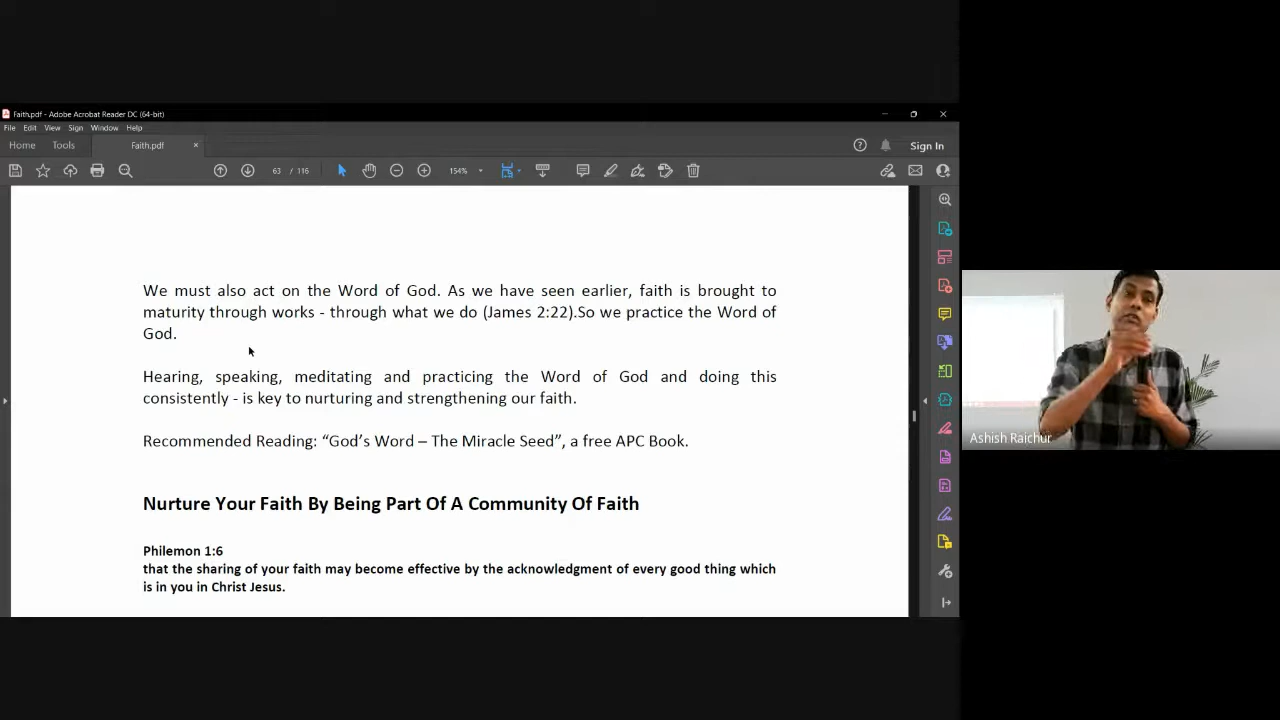 Faith.pdf - Adobe Acrobat Reader DC (64-bit)
File Edit View Sign Window Help
Home Tools Faith.pdf × Sign In
63 / 116 154%
We must also act on the Word of God. As we have seen earlier, faith is brought to
maturity through works - through what we do (James 2:22).So we practice the Word of
God.
Hearing, speaking, meditating and practicing the Word of God and doing this
consistently - is key to nurturing and strengthening our faith.
Recommended Reading: “God’s Word – The Miracle Seed”, a free APC Book.
Nurture Your Faith By Being Part Of A Community Of Faith
Philemon 1:6
that the sharing of your faith may become effective by the acknowledgment of every good thing which
is in you in Christ Jesus.
Ashish Raichur